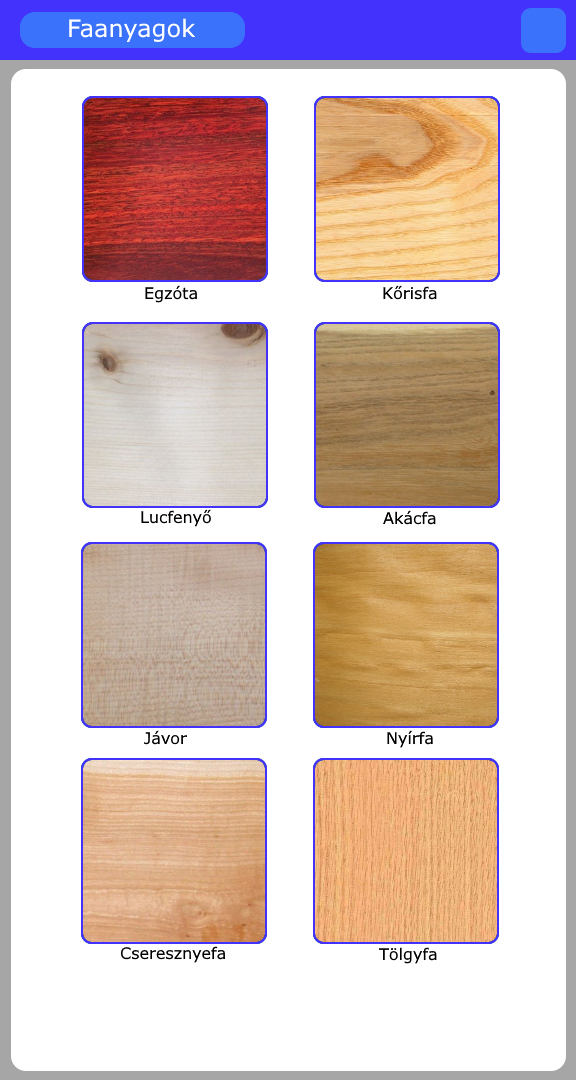 Faanyagok
Egzóta
Kőrisfa
Lucfenyő
Akácfa
Jávor
Nyírfa
Cseresznyefa
Tölgyfa